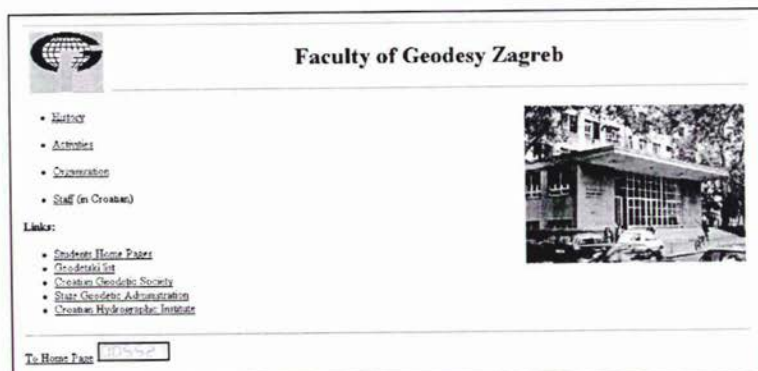 Faculty of Geodesy Zagreb
History
Activities
Organization
Staff (in Croatian)
Links:
Students Home Pages
Geodetski list
Croatian Geodetic Society
State Geodetic Administration
Croatian Hydrographic Institute
To Home Page